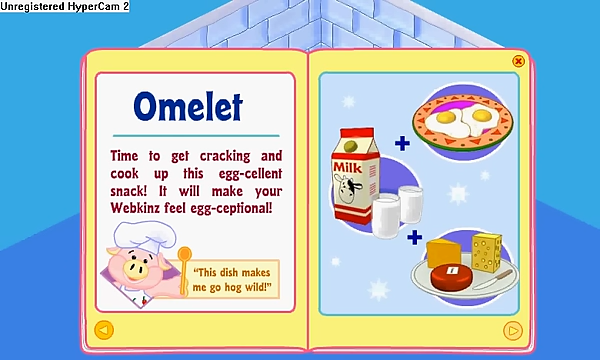 Unregistered HyperCam 2
Omelet
Time to get cracking and
cook up this egg-cellent
snack! It will make your
Webkinz feel egg-ceptional!
"This dish makes
me go hog wild!"
Milk
+
+